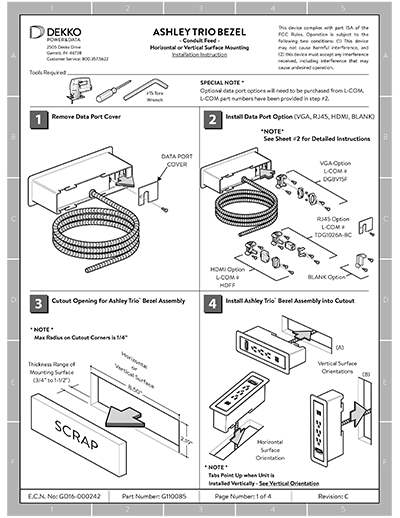 1 2 3 4 5
DEKKO
POWER&DATA
2505 Dekko Drive
Garrett, IN 46738
Customer Service: 800.357.5622
ASHLEY TRIO BEZEL
- Conduit Feed -
Horizontal or Vertical Surface Mounting
Installation Instruction
This device complies with part 15A of the
FCC Rules. Operation is subject to the
following two conditions: (1) This device
may not cause harmful interference, and
(2) this device must accept any interference
received, including interference that may
cause undesired operation.
Tools Required
T15 Torx
Wrench
SPECIAL NOTE *
Optional data port options will need to be purchased from L-COM.
L-COM part numbers have been provided in step #2.
1 Remove Data Port Cover
DATA PORT
COVER
2 Install Data Port Option (VGA, RJ45, HDMI, BLANK)
*NOTE*
See Sheet #2 for Detailed Instructions
VGA Option
L-COM #
DGBV15F
RJ45 Option
L-COM #
TDG1026A-8C
HDMI Option
L-COM #
HDFF
BLANK Option
3 Cutout Opening for Ashley Trio™ Bezel Assembly
* NOTE *
Max Radius on Cutout Corners is 1/4"
Thickness Range of
Mounting Surface
(3/4" to 1-1/2")
Horizontal
or
Vertical Surface
8.50"
SCRAP
4 Install Ashley Trio™ Bezel Assembly into Cutout
(A)
Vertical Surface
Orientations
(B)
Horizontal
Surface
Orientation
* NOTE *
Tabs Point Up when Unit is
Installed Vertically - See Vertical Orientation
E.C.N. No: GD16-000242
Part Number: G110085
Page Number: 1 of 4
Revision: C
1 2 3 4 5